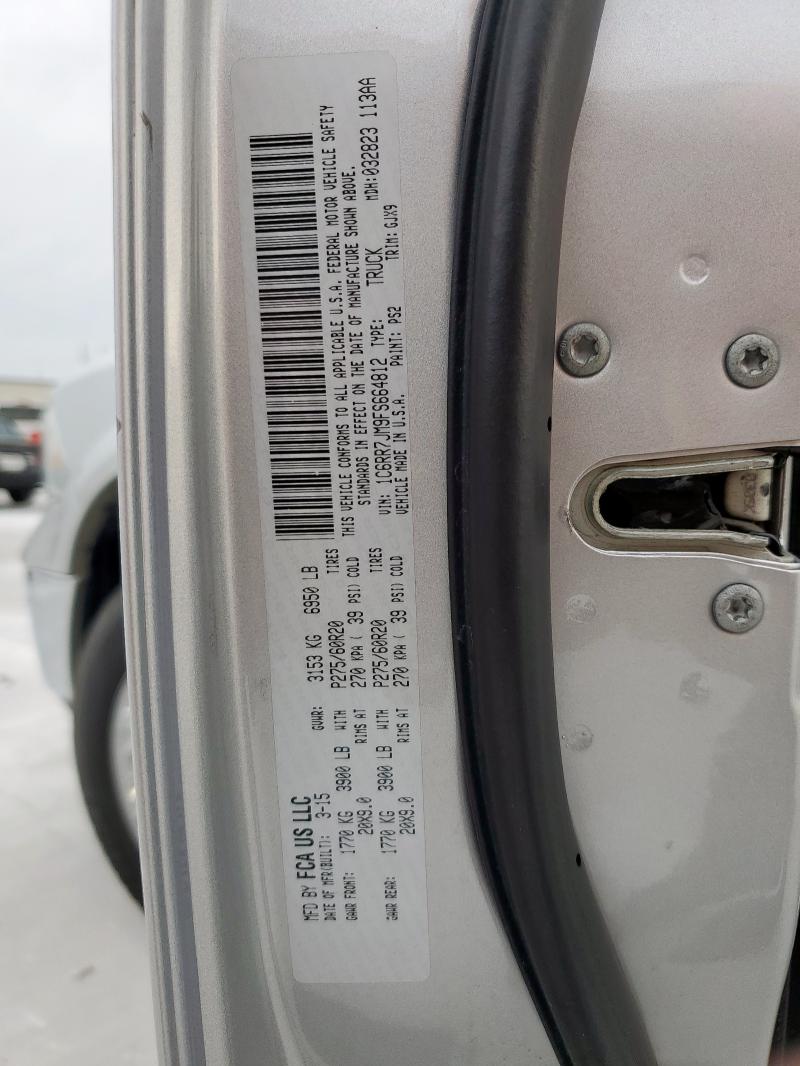 MFD BY FCA US LLC
DATE OF MFR(BUILT): 3-15 GVWR: 3153 KG 6950 LB
GAWR FRONT: 1770 KG 3900 LB WITH P275/60R20 TIRES
20X9.0 RIMS AT 270 KPA ( 39 PSI) COLD
GAWR REAR: 1770 KG 3900 LB WITH P275/60R20 TIRES
20X9.0 RIMS AT 270 KPA ( 39 PSI) COLD
THIS VEHICLE CONFORMS TO ALL APPLICABLE U.S.A. FEDERAL MOTOR VEHICLE SAFETY
STANDARDS IN EFFECT ON THE DATE OF MANUFACTURE SHOWN ABOVE.
VIN: 1C6RR7JM9FS664812 TYPE: TRUCK MDH:032823 113AA
VEHICLE MADE IN U.S.A. PAINT: PS2 TRIM: GJX9